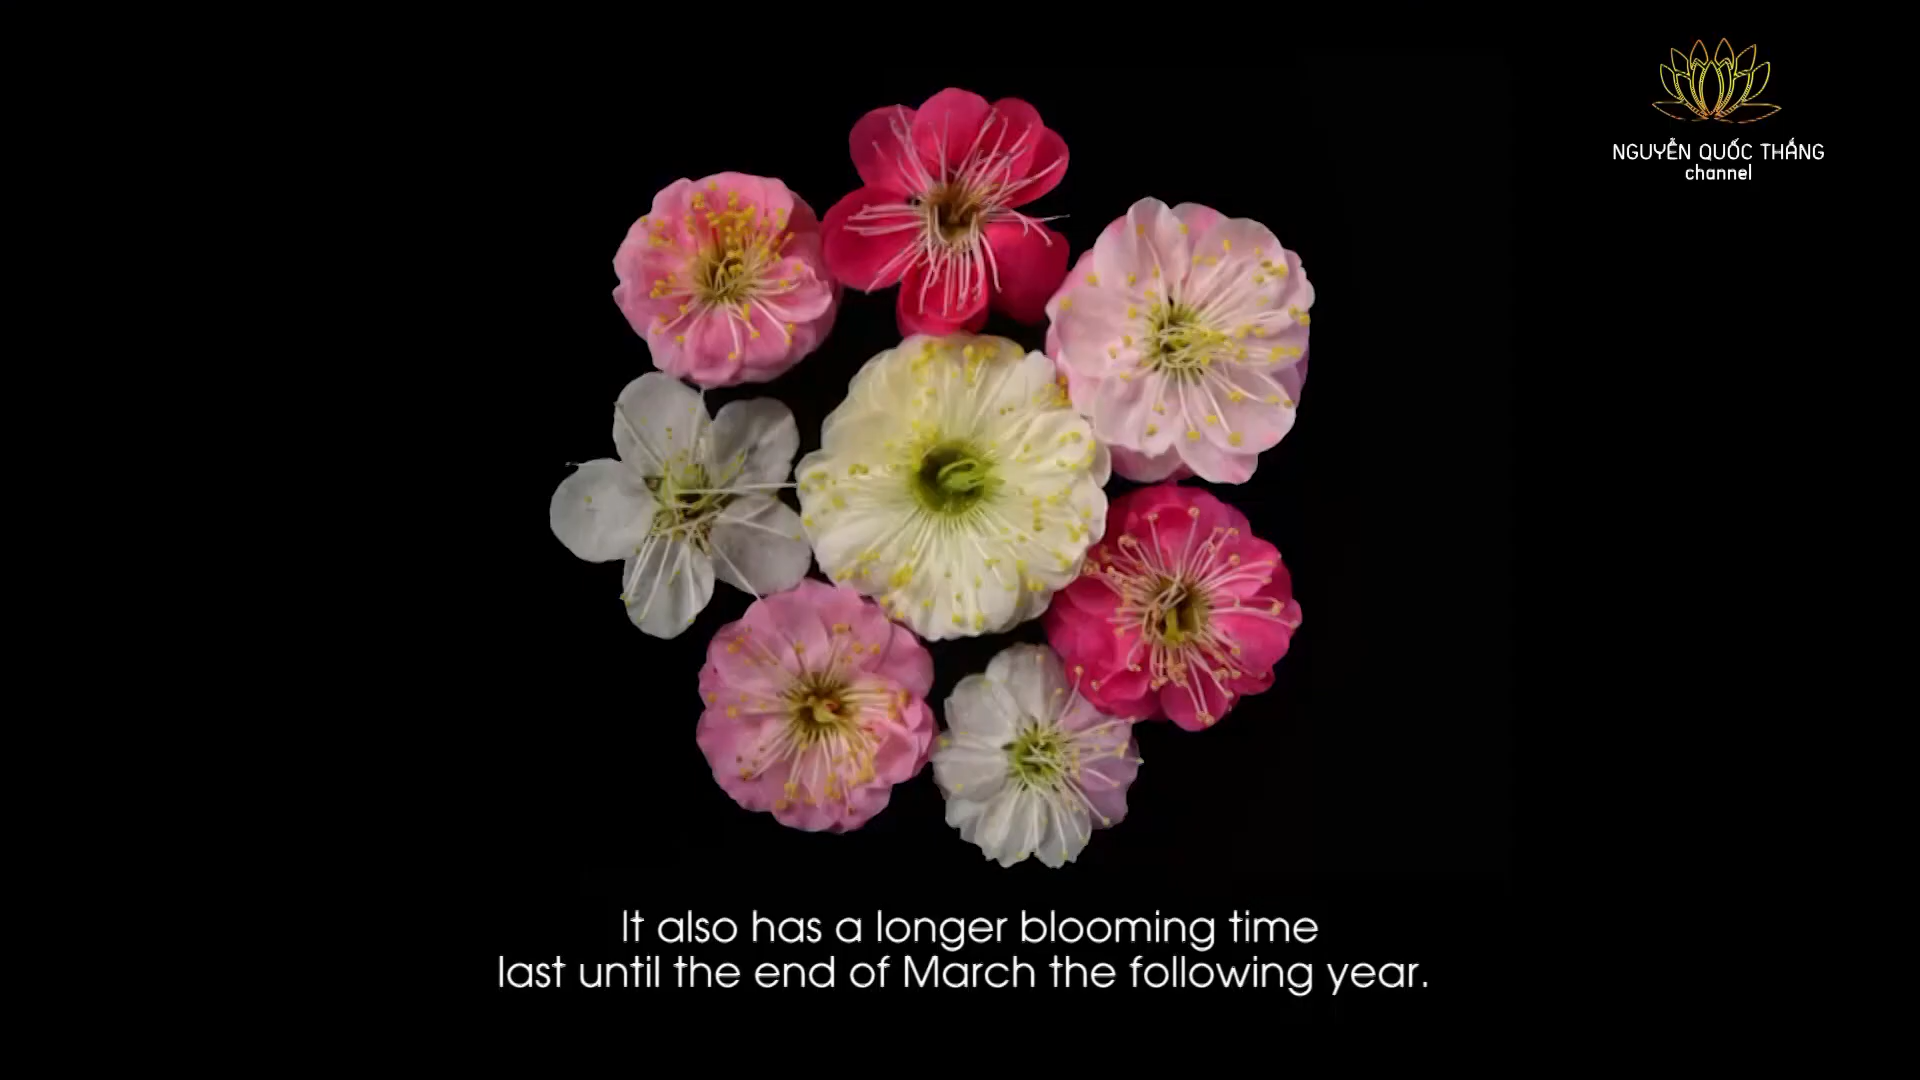 NGUYỄN QUỐC THẮNG
channel
It also has a longer blooming time
last until the end of March the following year.